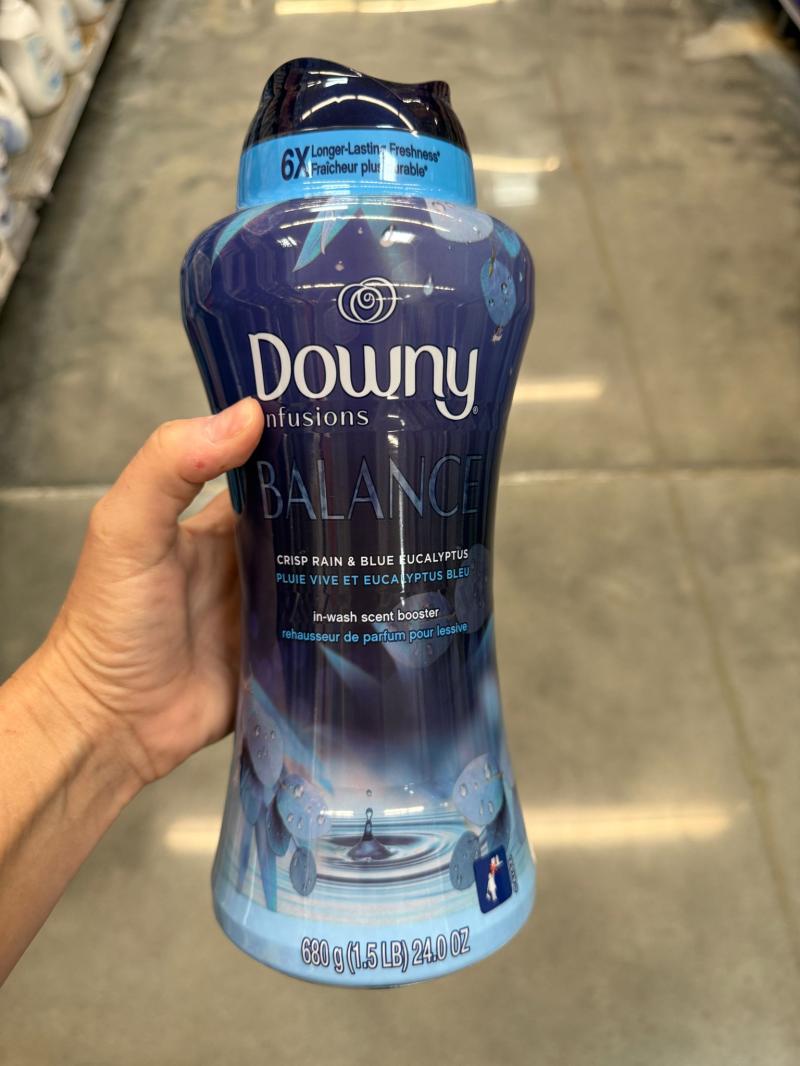 6X Longer-Lasting Freshness*
Fraîcheur plus durable*
Downy®
nfusions
BALANCE
CRISP RAIN & BLUE EUCALYPTUS
PLUIE VIVE ET EUCALYPTUS BLEU
in-wash scent booster
rehausseur de parfum pour lessive
680 g (1.5 LB) 24.0 OZ